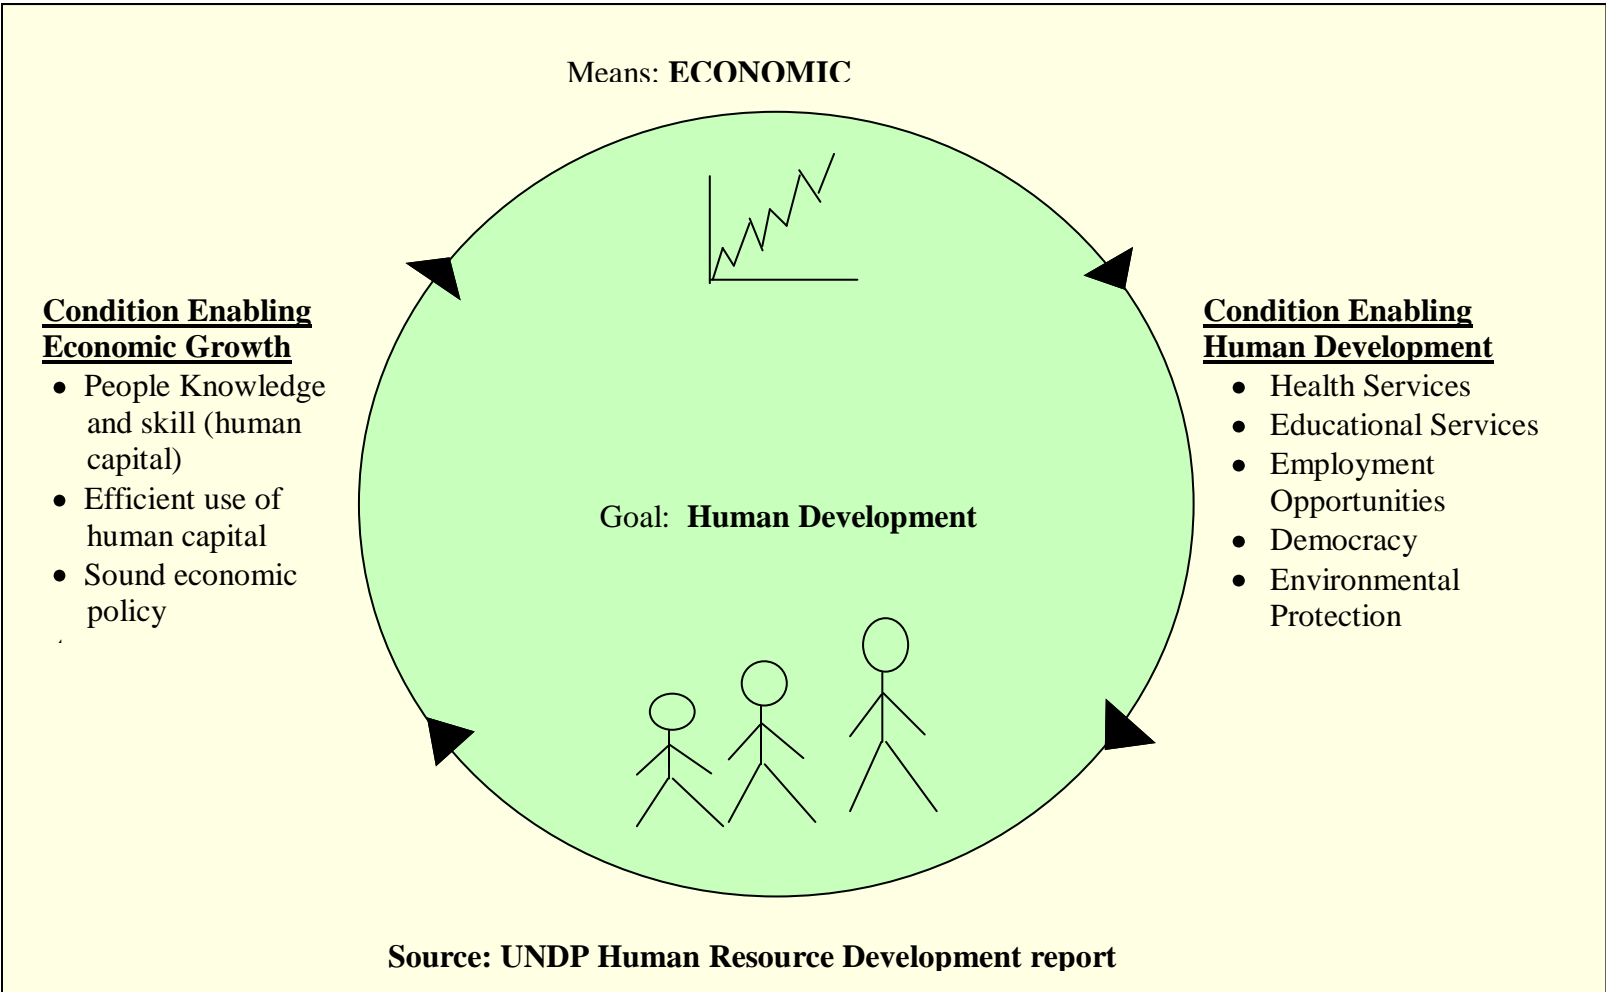 Means: ECONOMIC
Condition Enabling
Economic Growth
• People Knowledge
and skill (human
capital)
• Efficient use of
human capital
• Sound economic
policy
Goal: Human Development
Condition Enabling
Human Development
• Health Services
• Educational Services
• Employment
Opportunities
• Democracy
• Environmental
Protection
Source: UNDP Human Resource Development report